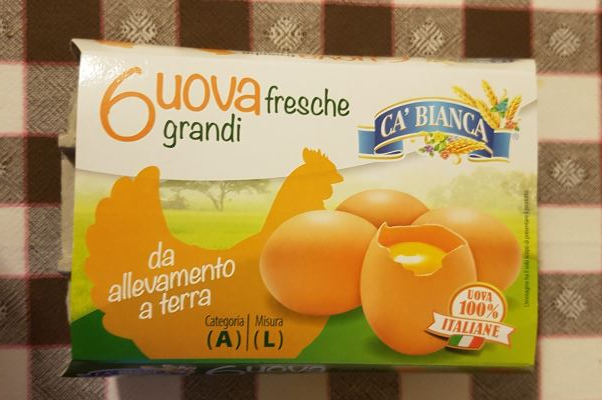 6 uova fresche
grandi
CA' BIANCA
da
allevamento
a terra
Categoria
(A)
Misura
(L)
UOVA
100%
ITALIANE
6 uova